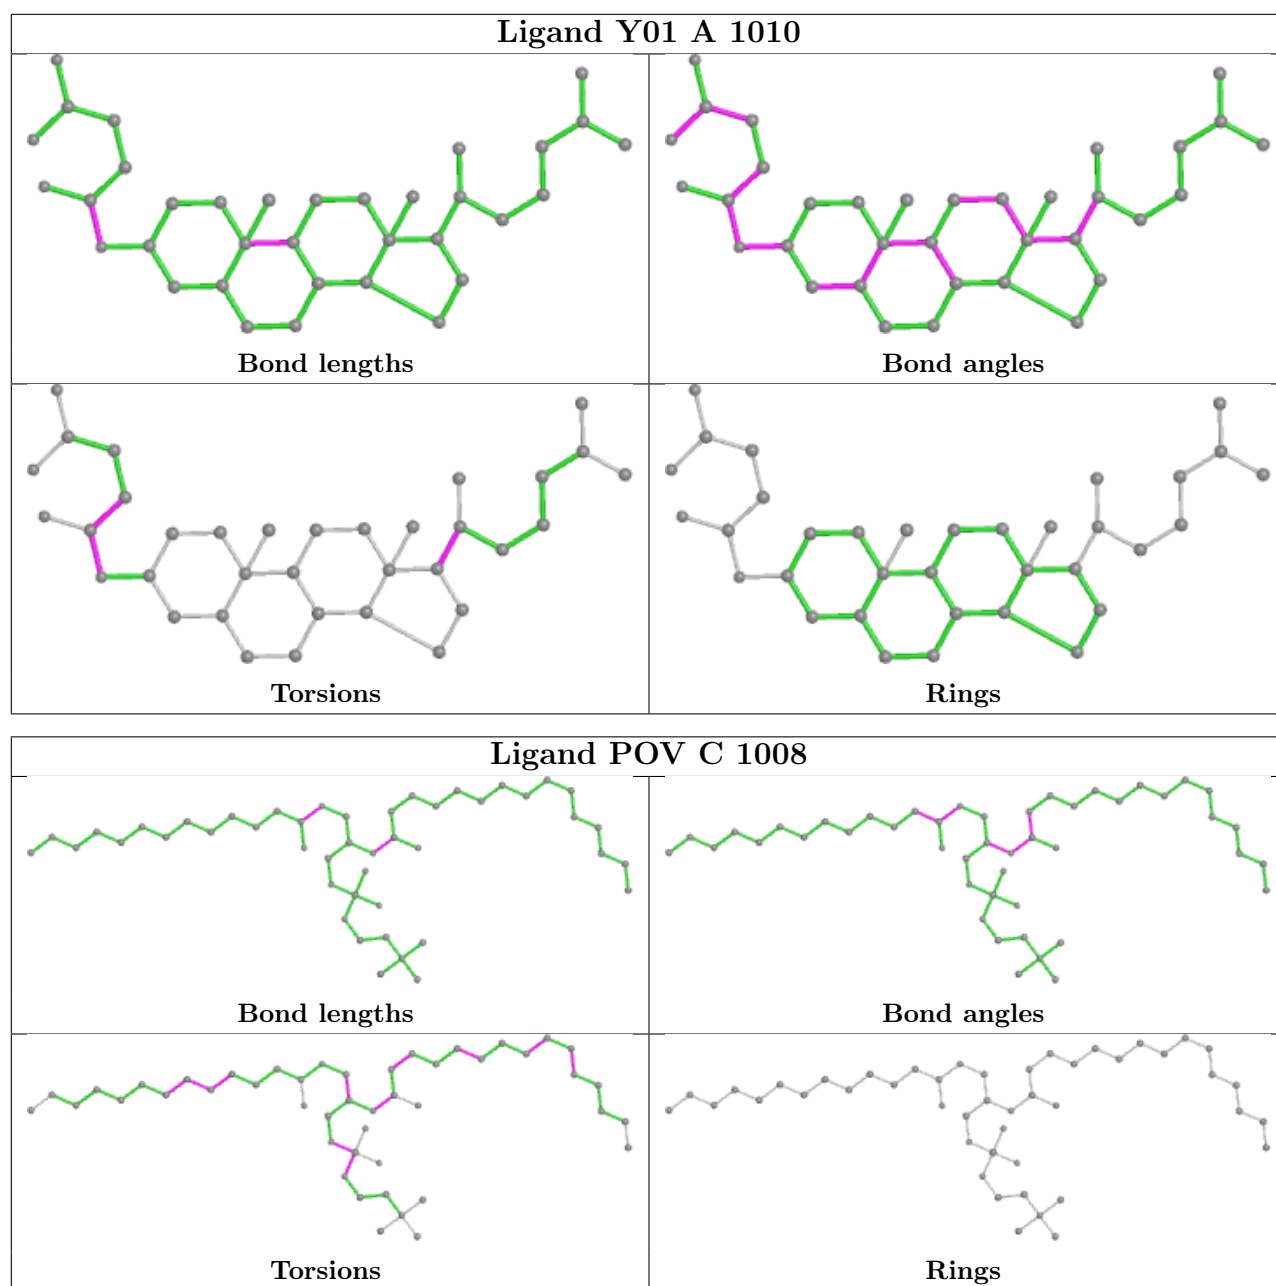 Ligand Y01 A 1010
Bond lengths
Bond angles
Torsions
Rings
Ligand POV C 1008
Bond lengths
Bond angles
Torsions
Rings